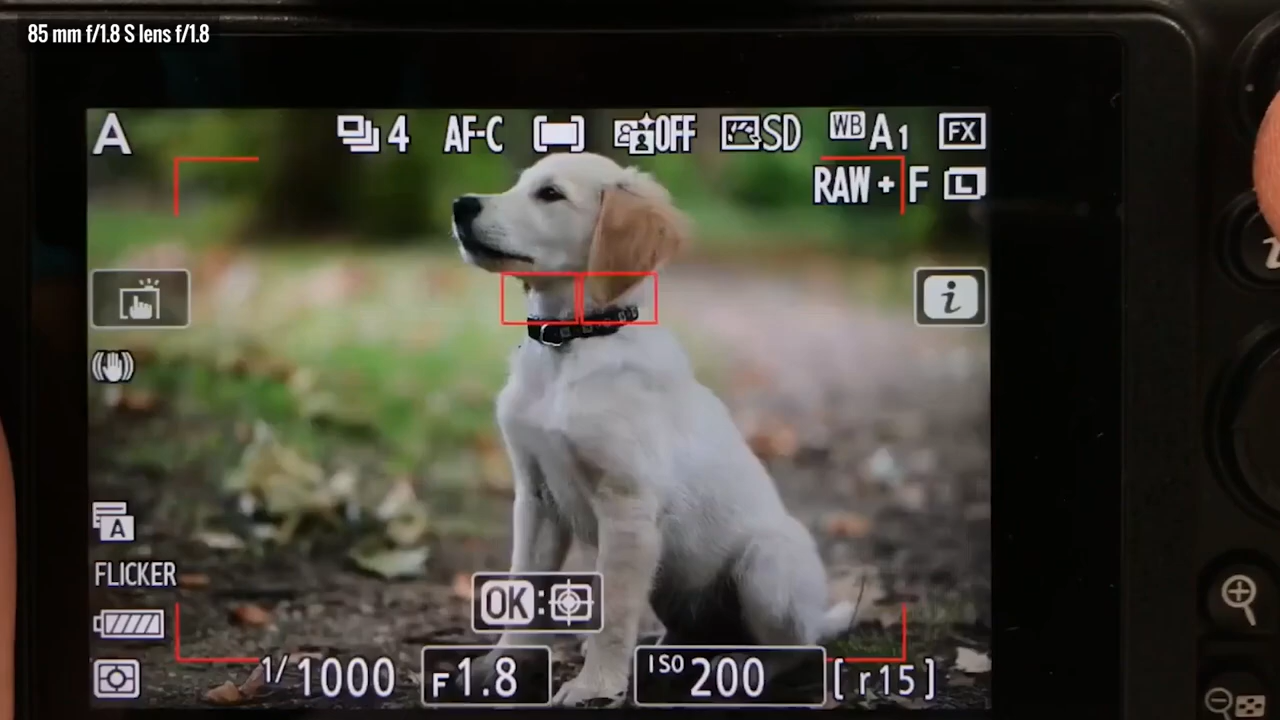 85 mm f/1.8 S lens f/1.8
A 4 AF-C OFF SD WB A1 FX
RAW + F L
i
i
A
FLICKER
OK:
1/1000 F1.8 ISO 200 [ r15 ]